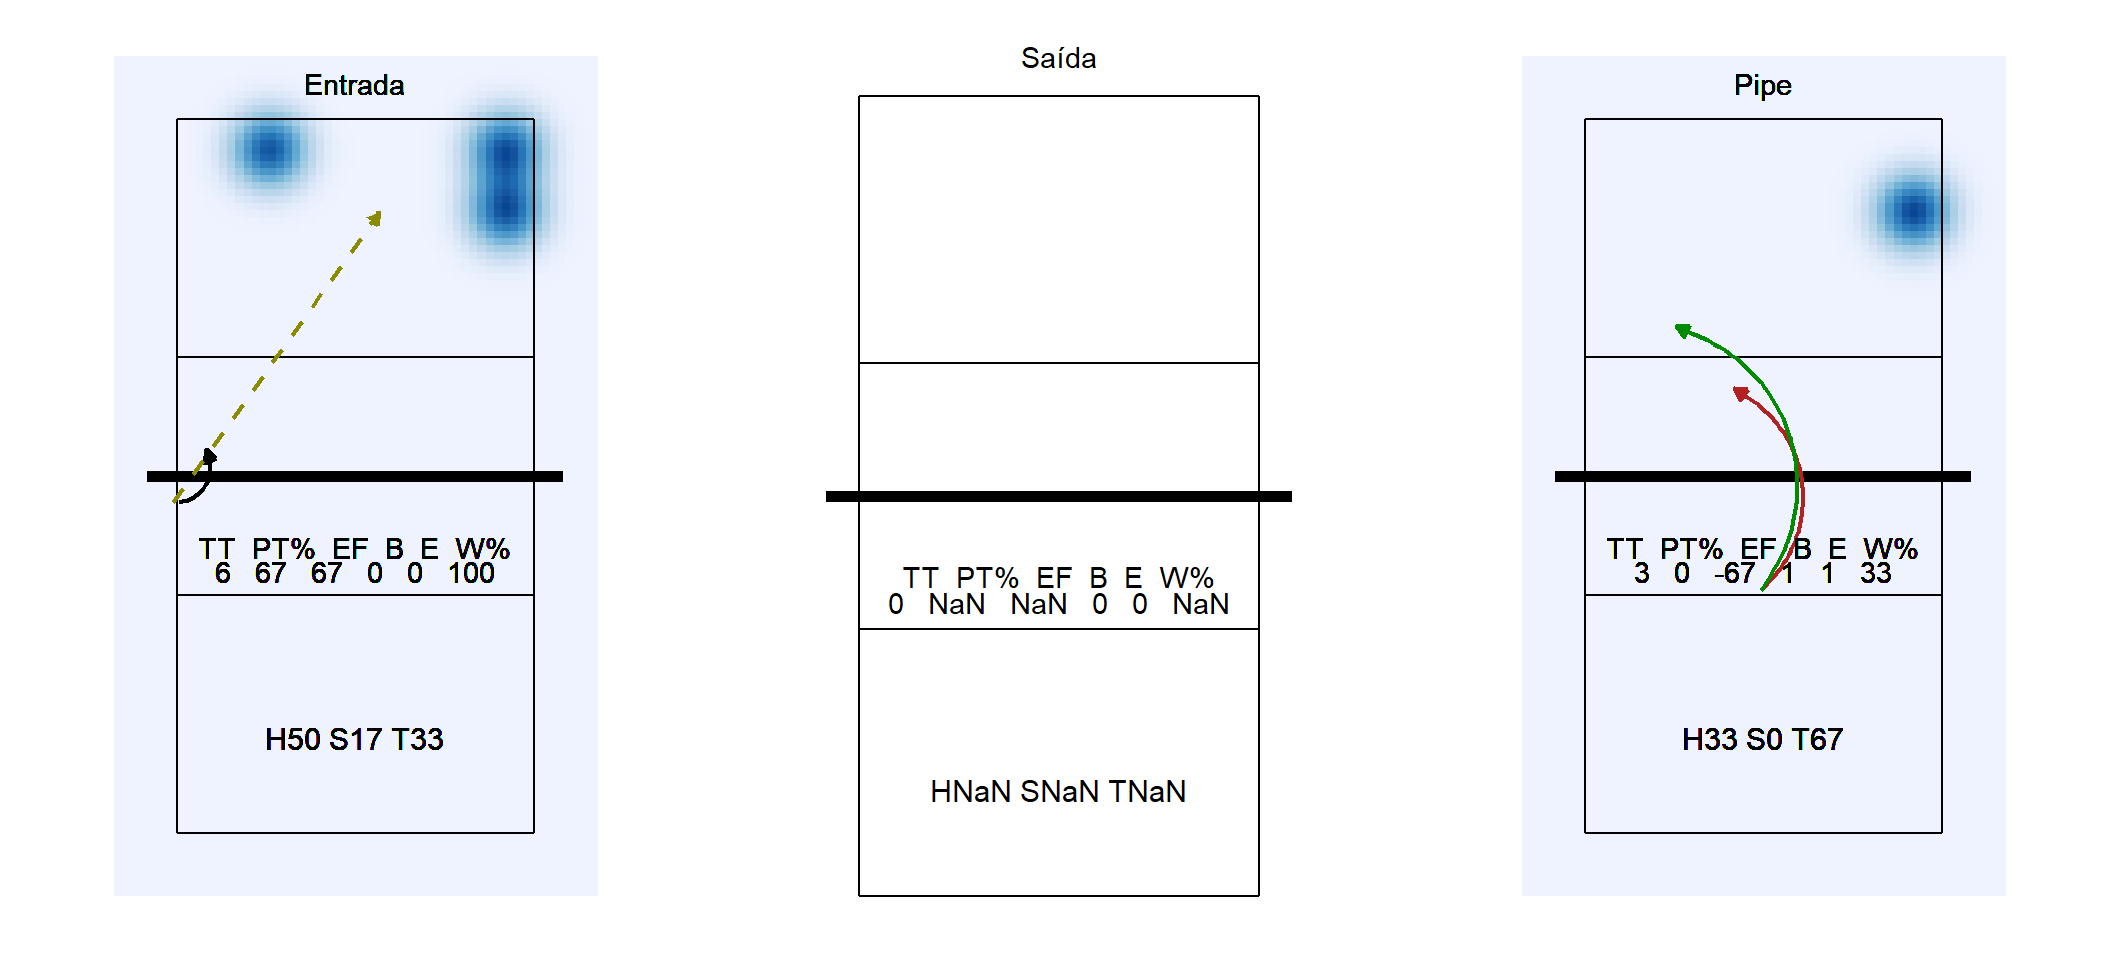 Entrada
TT PT% EF B E W%
6 67 67 0 0 100
H50 S17 T33
Saída
TT PT% EF B E W%
0 NaN NaN 0 0 NaN
HNaN SNaN TNaN
Pipe
TT PT% EF B E W%
3 0 -67 1 1 33
H33 S0 T67